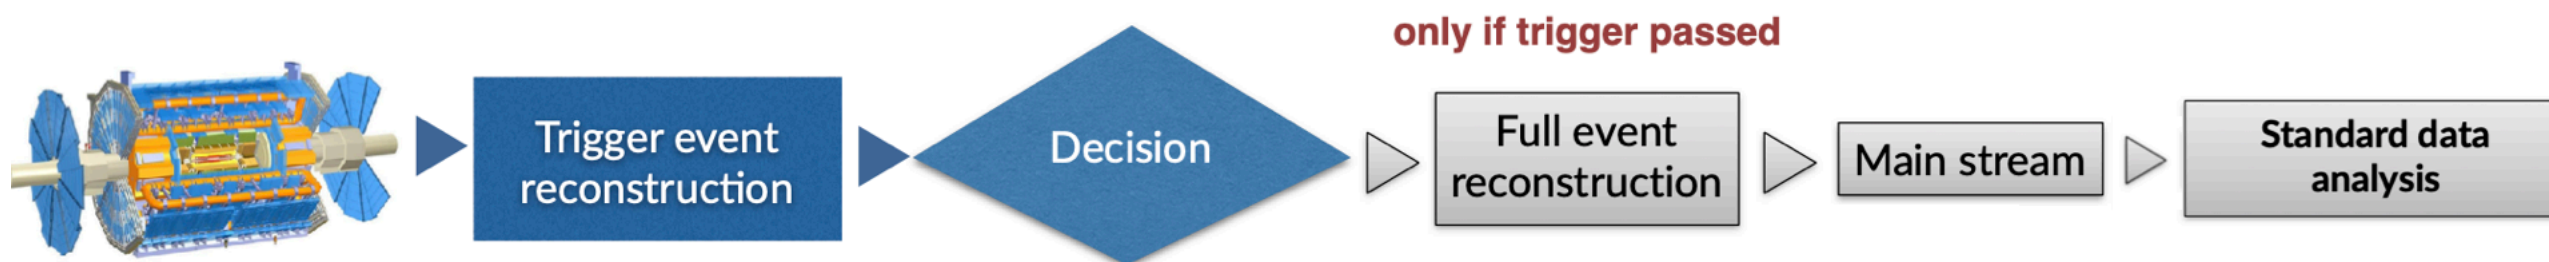 only if trigger passed
Trigger event
reconstruction
Decision
Full event
reconstruction
Main stream
Standard data
analysis